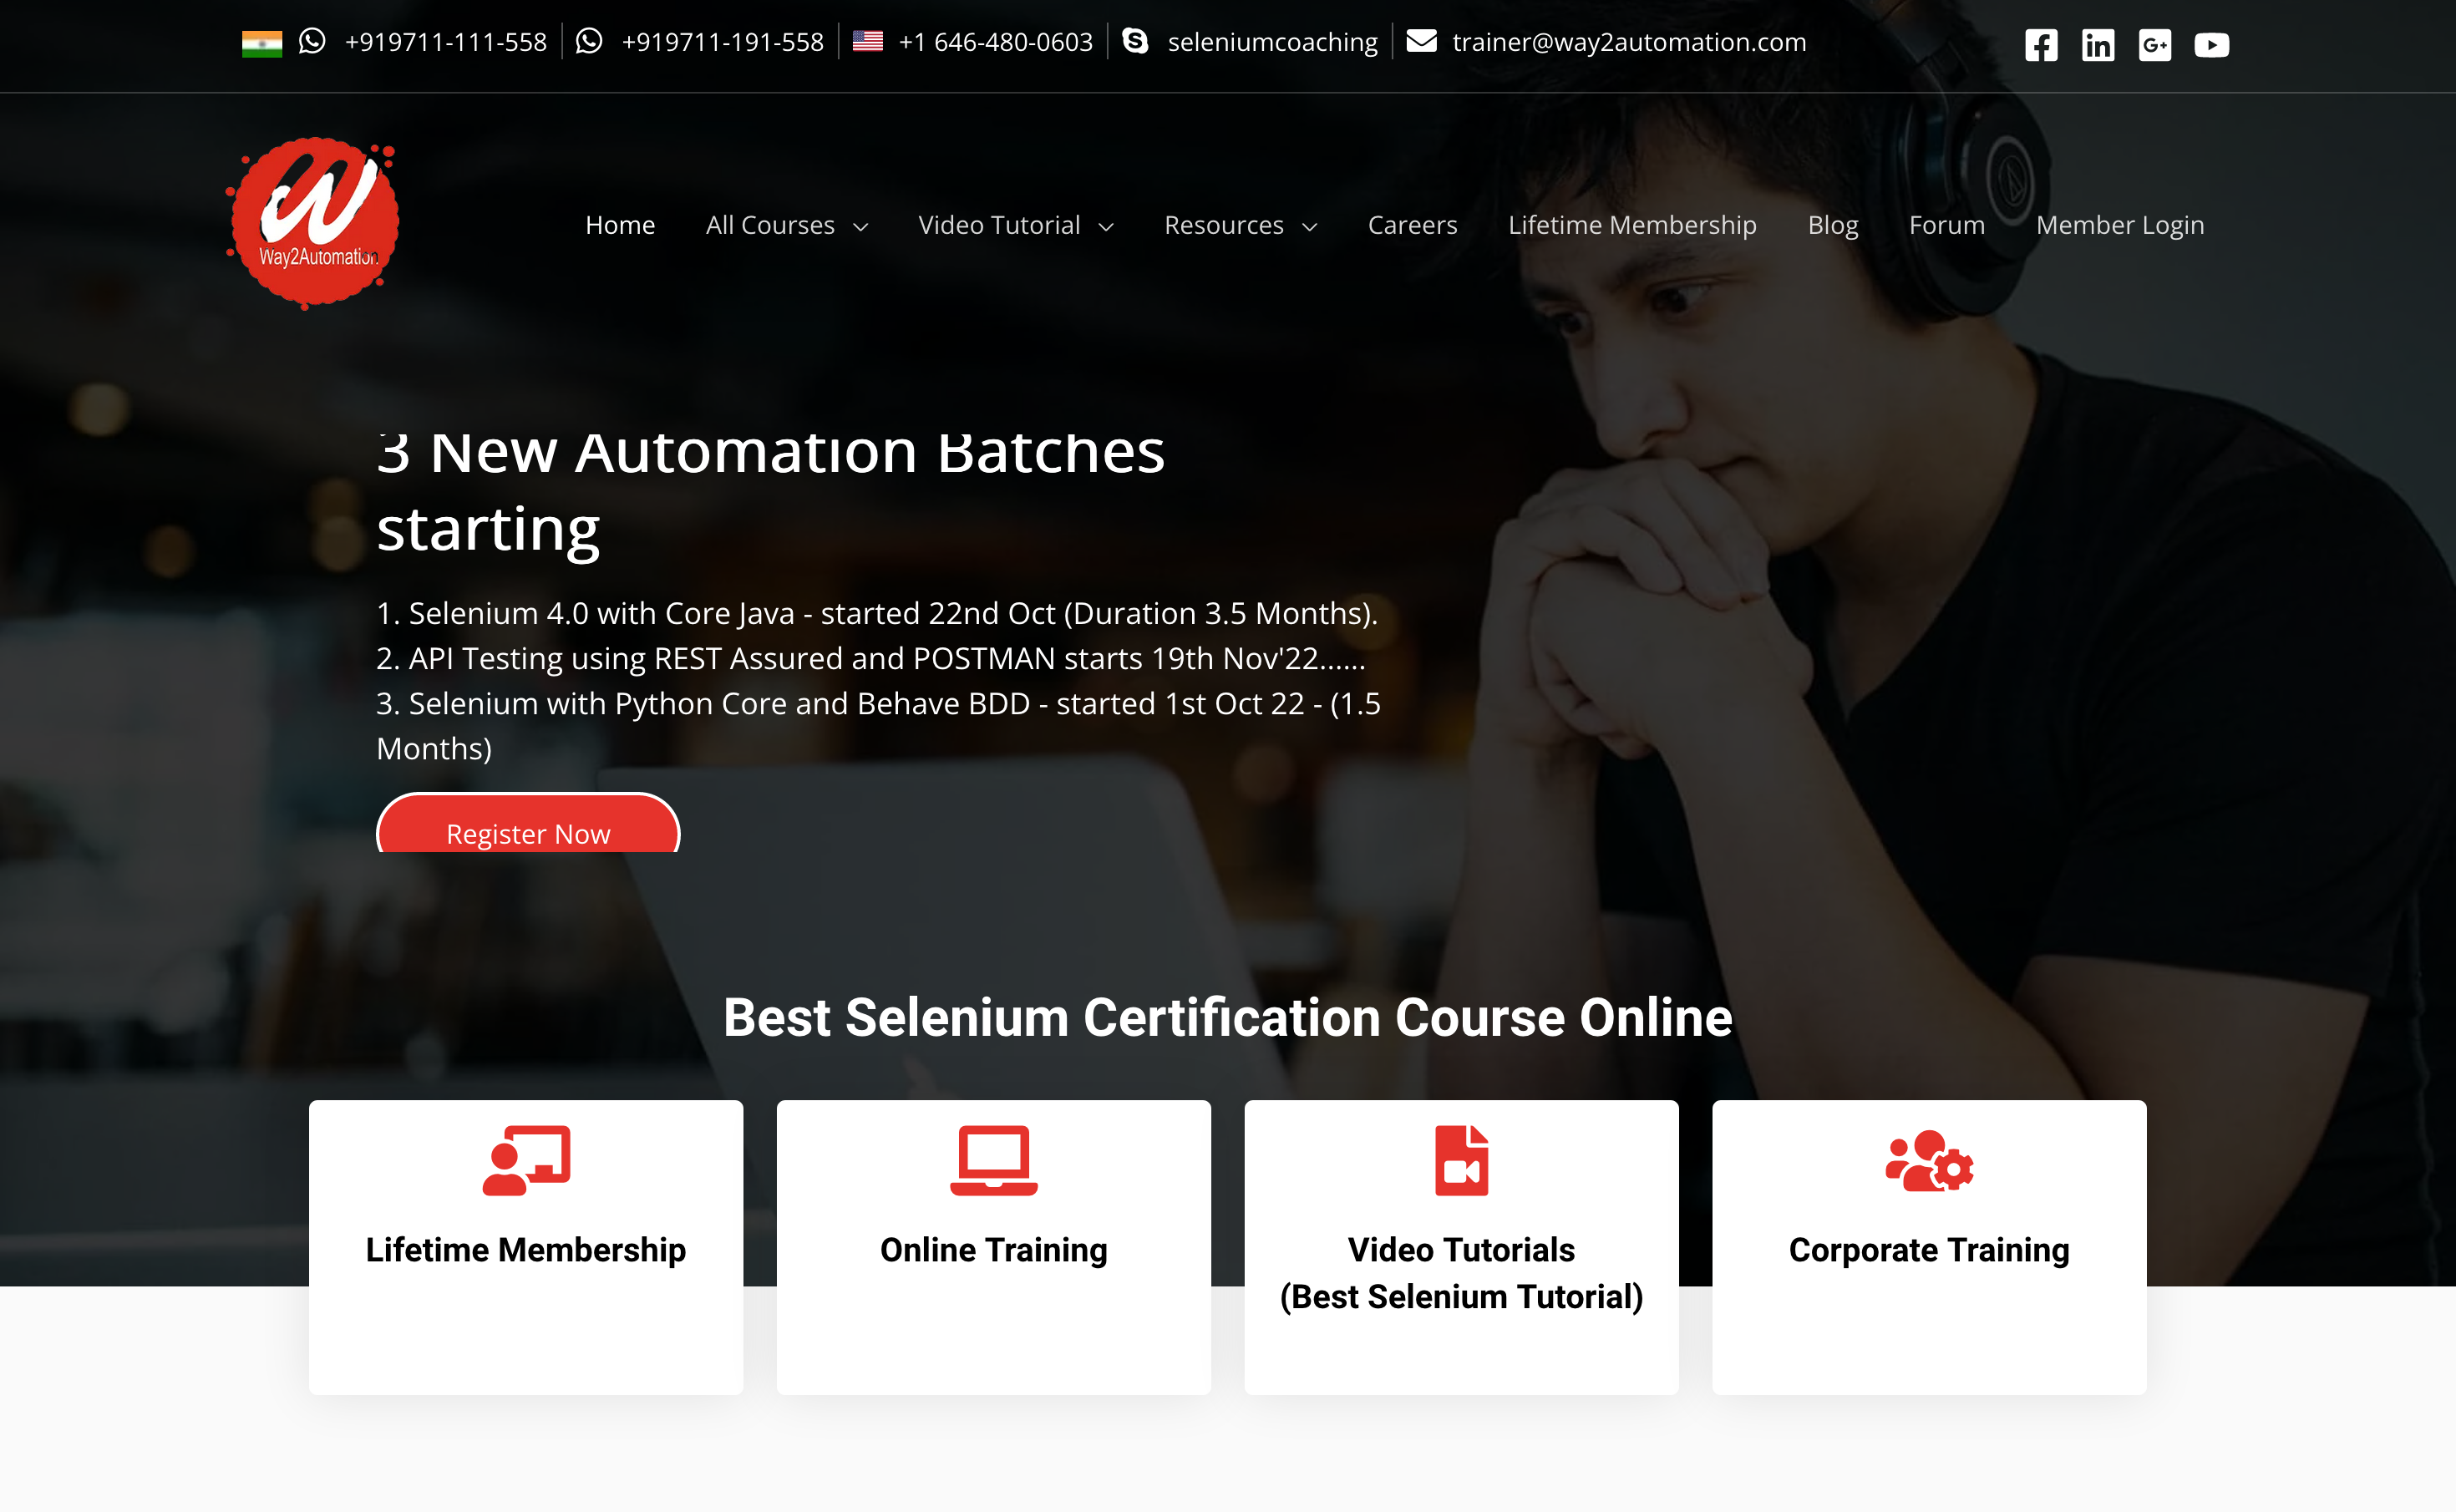 +919711-111-558
+919711-191-558
+1 646-480-0603
seleniumcoaching
trainer@way2automation.com
Way2Automation
Home
All Courses
Video Tutorial
Resources
Careers
Lifetime Membership
Blog
Forum
Member Login
3 New Automation Batches
starting
1. Selenium 4.0 with Core Java - started 22nd Oct (Duration 3.5 Months).
2. API Testing using REST Assured and POSTMAN starts 19th Nov'22......
3. Selenium with Python Core and Behave BDD - started 1st Oct 22 - (1.5
Months)
Register Now
Best Selenium Certification Course Online
Lifetime Membership
Online Training
Video Tutorials
(Best Selenium Tutorial)
Corporate Training